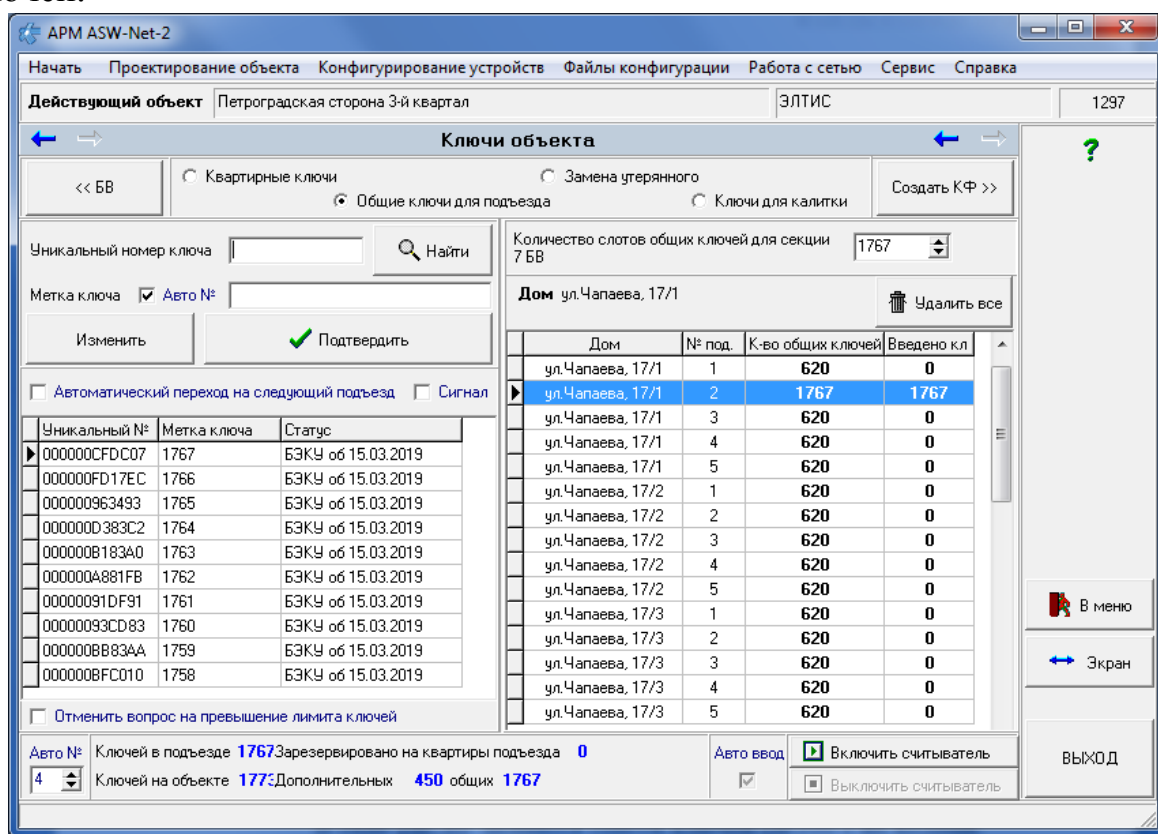 APM ASW-Net-2
Начать Проектирование объекта Конфигурирование устройств Файлы конфигурации Работа с сетью Сервис Справка
Действующий объект Петроградская сторона 3-й квартал ЭЛТИС 1297
Ключи объекта
?
<< БВ
Квартирные ключи Замена утерянного
Общие ключи для подъезда Ключи для калитки
Создать КФ >>
Уникальный номер ключа Найти
Метка ключа Авто №
Изменить Подтвердить
Автоматический переход на следующий подъезд Сигнал
Уникальный № Метка ключа Статус
000000CFDC07 1767 БЭКУ об 15.03.2019
000000FD17EC 1766 БЭКУ об 15.03.2019
000000963493 1765 БЭКУ об 15.03.2019
000000D383C2 1764 БЭКУ об 15.03.2019
000000B183A0 1763 БЭКУ об 15.03.2019
000000A881FB 1762 БЭКУ об 15.03.2019
00000091DF91 1761 БЭКУ об 15.03.2019
00000093CD83 1760 БЭКУ об 15.03.2019
000000BB83AA 1759 БЭКУ об 15.03.2019
000000BFC010 1758 БЭКУ об 15.03.2019
Отменить вопрос на превышение лимита ключей
Количество слотов общих ключей для секции
7 БВ
1767
Дом ул.Чапаева, 17/1
Удалить все
Дом № под. К-во общих ключей Введено кл
ул.Чапаева, 17/1 1 620 0
ул.Чапаева, 17/1 2 1767 1767
ул.Чапаева, 17/1 3 620 0
ул.Чапаева, 17/1 4 620 0
ул.Чапаева, 17/1 5 620 0
ул.Чапаева, 17/2 1 620 0
ул.Чапаева, 17/2 2 620 0
ул.Чапаева, 17/2 3 620 0
ул.Чапаева, 17/2 4 620 0
ул.Чапаева, 17/2 5 620 0
ул.Чапаева, 17/3 1 620 0
ул.Чапаева, 17/3 2 620 0
ул.Чапаева, 17/3 3 620 0
ул.Чапаева, 17/3 4 620 0
ул.Чапаева, 17/3 5 620 0
В меню
Экран
ВЫХОД
Авто № Ключей в подъезде 1767 Зарезервировано на квартиры подъезда 0 Авто ввод Включить считыватель
4 Ключей на объекте Дополнительных 450 общих 1767 Выключить считыватель